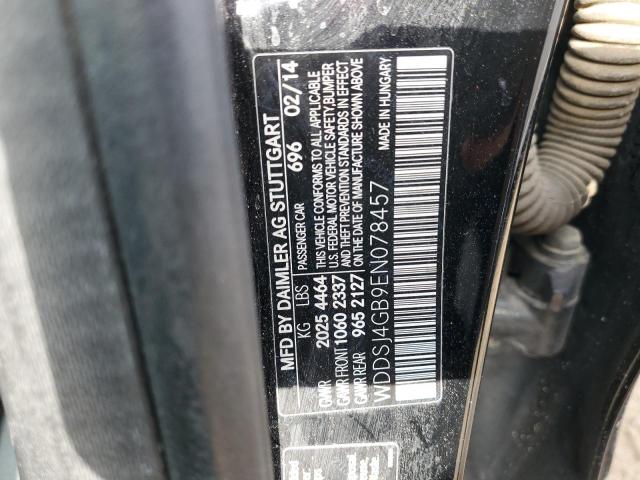 MFD BY DAIMLER AG STUTTGART
PASSENGER CAR 696 02/14
KG LBS
GVWR 2025 4464
GAWR FRONT 1060 2337
GAWR REAR 965 2127
THIS VEHICLE CONFORMS TO ALL APPLICABLE
U.S. FEDERAL MOTOR VEHICLE SAFETY, BUMPER
AND THEFT PREVENTION STANDARDS IN EFFECT
ON THE DATE OF MANUFACTURE SHOWN ABOVE
MADE IN HUNGARY
WDDSJ4GB9EN078457